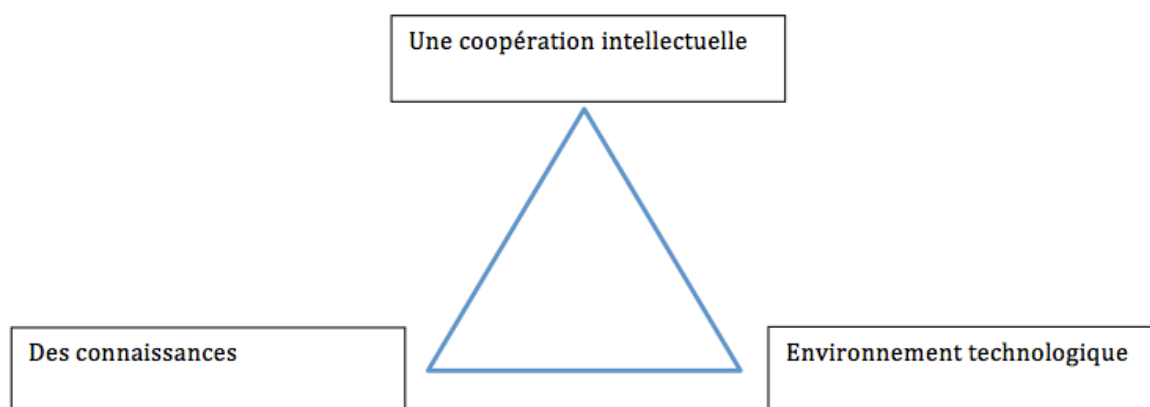 Une coopération intellectuelle
Des connaissances
Environnement technologique